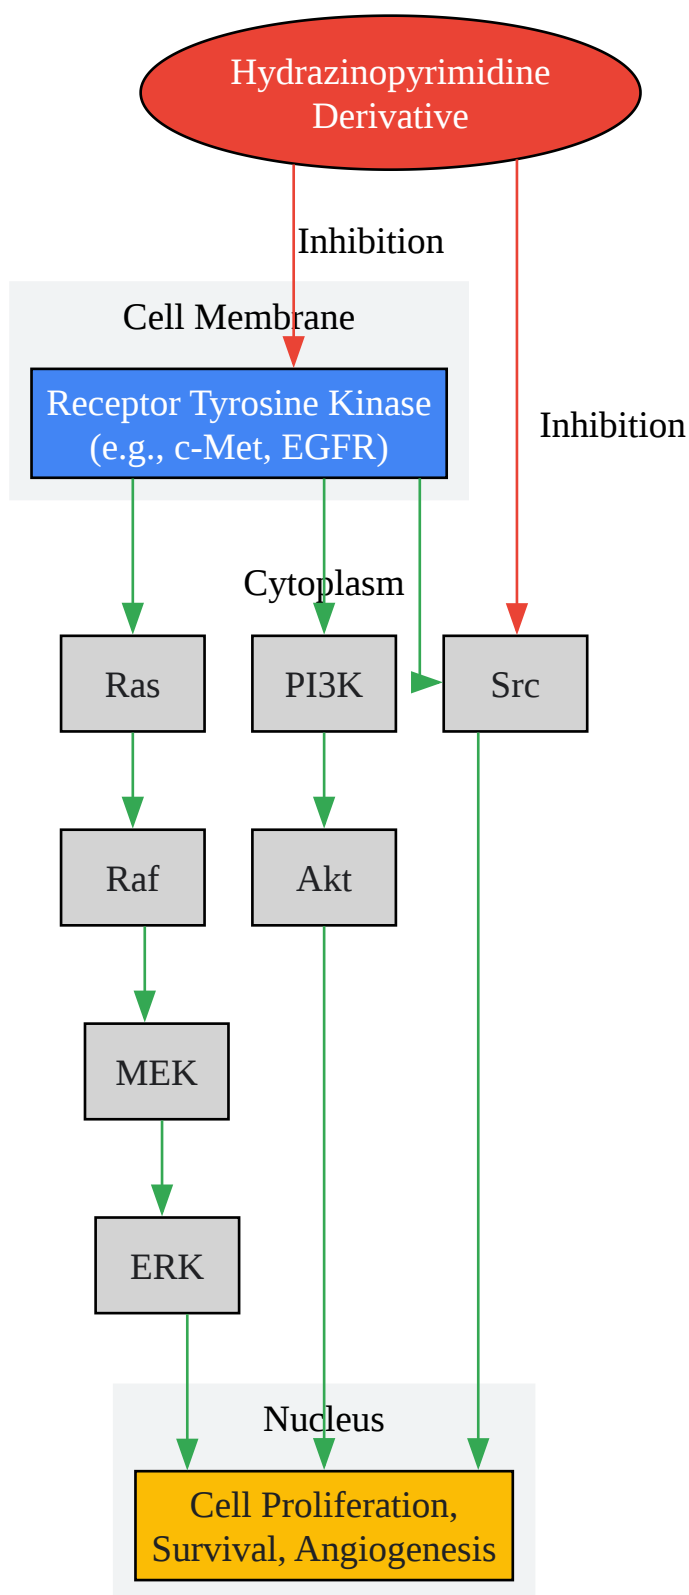 Hydrazinopyrimidine
Derivative
Inhibition
Cell Membrane
Receptor Tyrosine Kinase
(e.g., c-Met, EGFR)
Inhibition
Cytoplasm
Ras
PI3K
Src
Raf
Akt
MEK
ERK
Nucleus
Cell Proliferation,
Survival, Angiogenesis